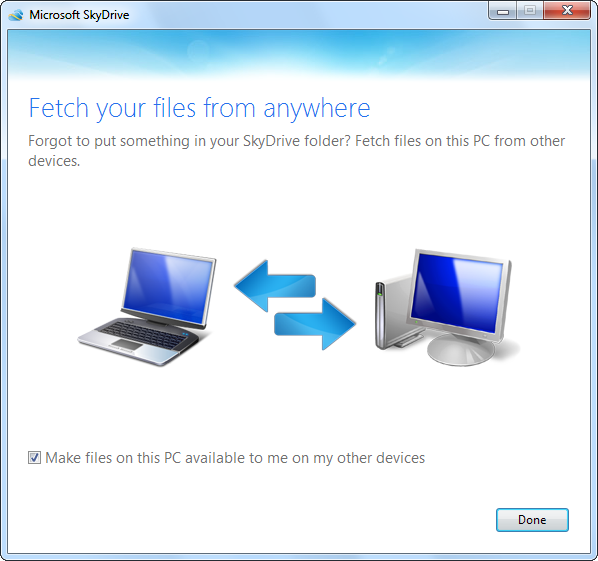 Microsoft SkyDrive
Fetch your files from anywhere
Forgot to put something in your SkyDrive folder? Fetch files on this PC from other
devices.
Make files on this PC available to me on my other devices
Done